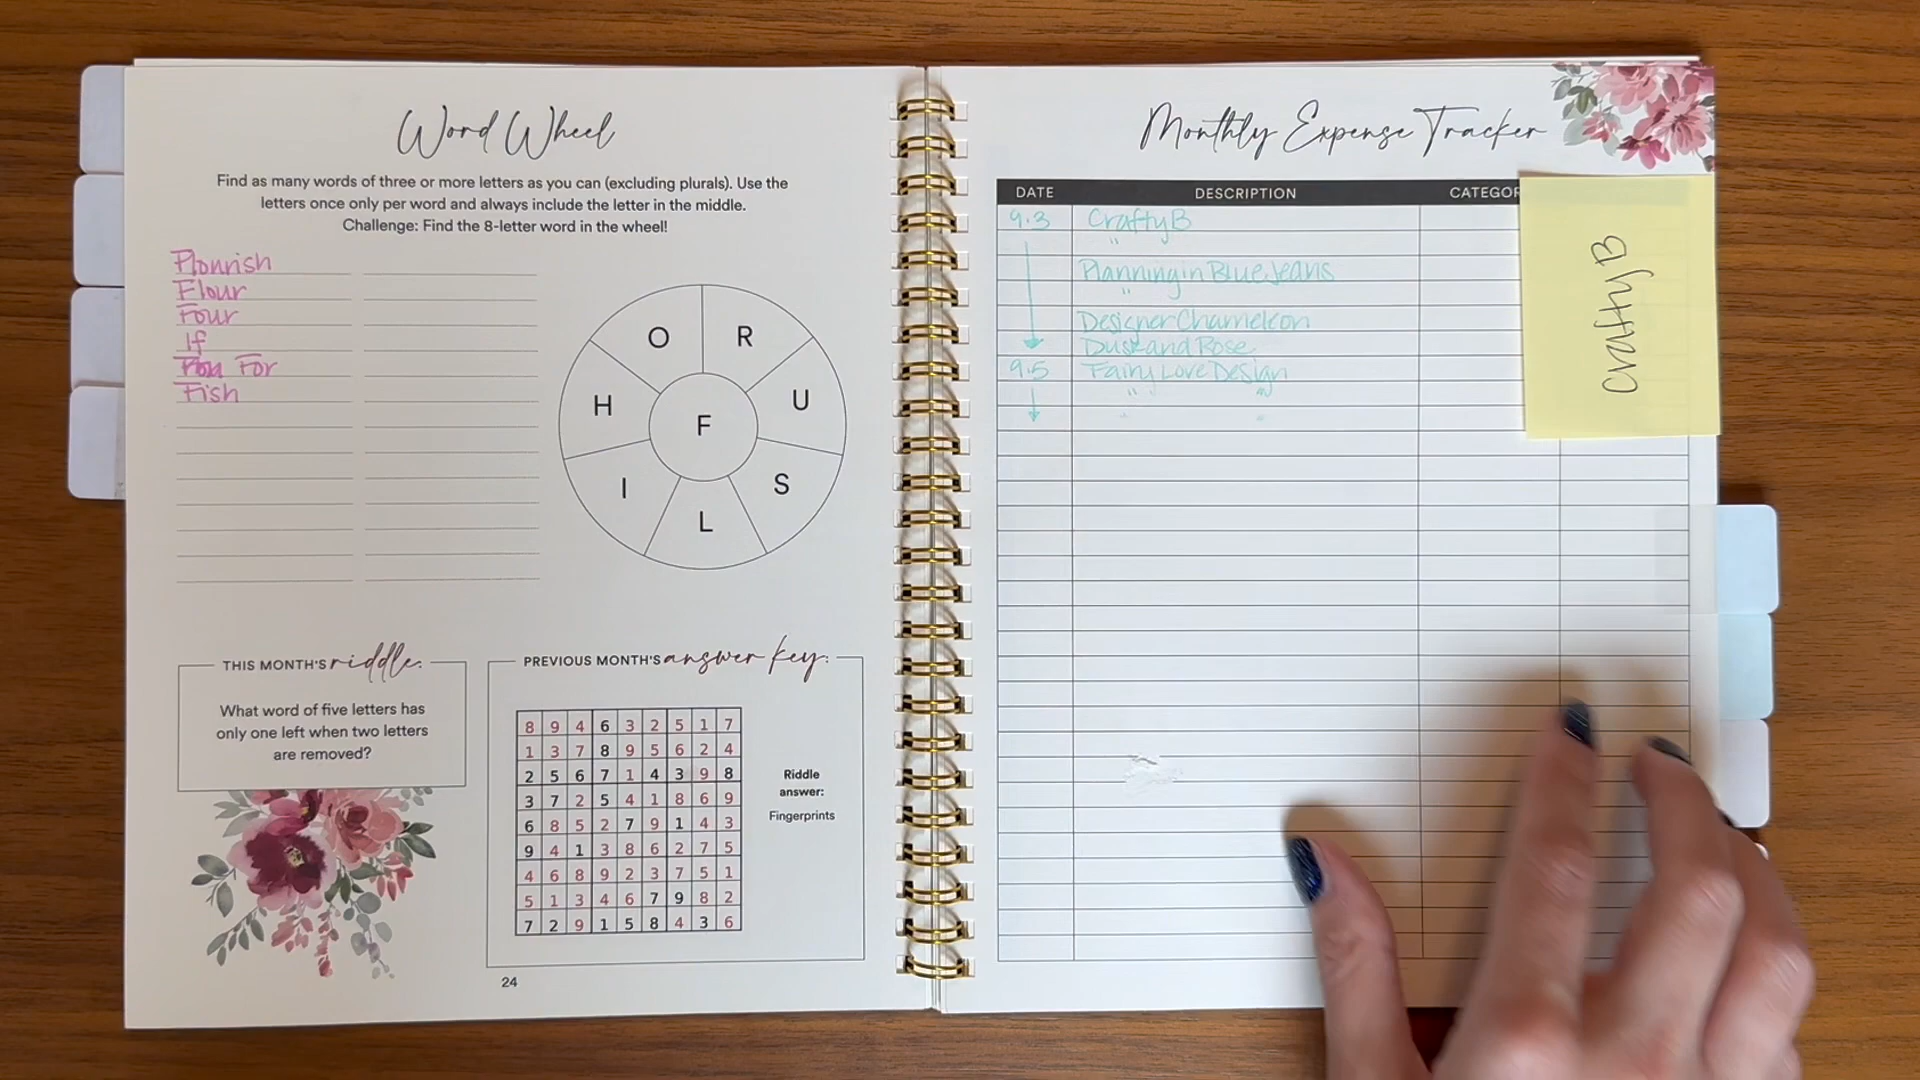 Word Wheel
Find as many words of three or more letters as you can (excluding plurals). Use the
letters once only per word and always include the letter in the middle.
Challenge: Find the 8-letter word in the wheel!
Flourish
Flour
Four
If
For
Fish
O R
H U
F
I S
L
THIS MONTH'S riddle:
What word of five letters has
only one left when two letters
are removed?
PREVIOUS MONTH'S answer key:
8 9 4 6 3 2 5 1 7
1 3 7 8 9 5 6 2 4
2 5 6 7 1 4 3 9 8
3 7 2 5 4 1 8 6 9
6 8 5 2 7 9 1 4 3
9 4 1 3 8 6 2 7 5
4 6 8 9 2 3 7 5 1
5 1 3 4 6 7 9 8 2
7 2 9 1 5 8 4 3 6
Riddle
answer:
Fingerprints
24
Monthly Expense Tracker
DATE DESCRIPTION CATEGOR
9.3 CraftyB
"
Planning in Blue Jeans
"
Designer Chameleon
Dusk and Rose
9.5 Fairy Love Design
" "
" "
CraftyB